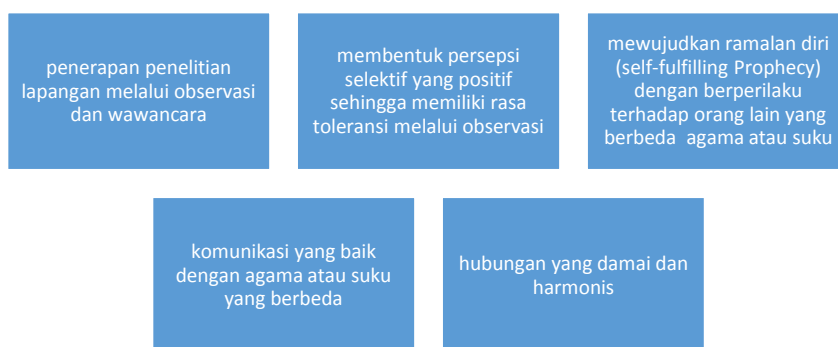 penerapan penelitian
lapangan melalui observasi
dan wawancara
membentuk persepsi
selektif yang positif
sehingga memiliki rasa
toleransi melalui observasi
mewujudkan ramalan diri
(self-fulfilling Prophecy)
dengan berperilaku
terhadap orang lain yang
berbeda agama atau suku
komunikasi yang baik
dengan agama atau suku
yang berbeda
hubungan yang damai dan
harmonis